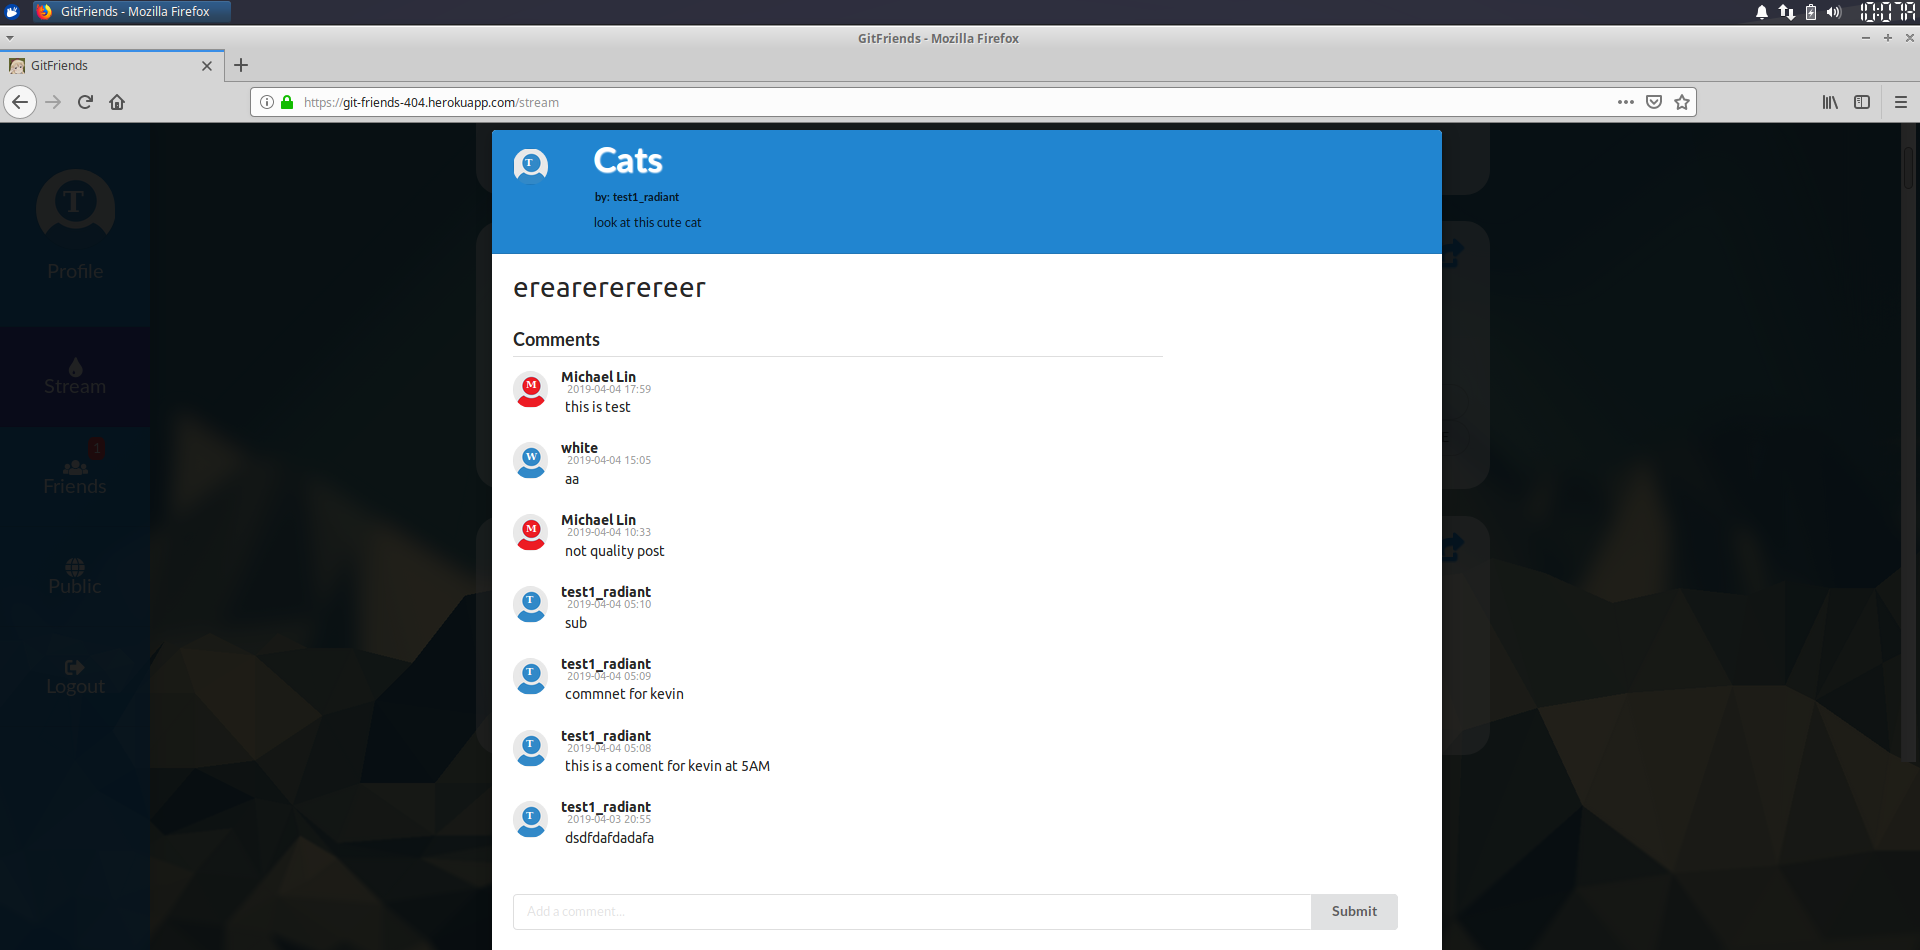 GitFriends - Mozilla Firefox
10:07A
GitFriends - Mozilla Firefox
GitFriends
https://git-friends-404.herokuapp.com/stream
T
Profile
Stream
1
Friends
Public
Logout
T
Cats
by: test1_radiant
look at this cute cat
erearererereer
Comments
M
Michael Lin
2019-04-04 17:59
this is test
W
white
2019-04-04 15:05
aa
M
Michael Lin
2019-04-04 10:33
not quality post
T
test1_radiant
2019-04-04 05:10
sub
T
test1_radiant
2019-04-04 05:09
commnet for kevin
T
test1_radiant
2019-04-04 05:08
this is a coment for kevin at 5AM
T
test1_radiant
2019-04-03 20:55
dsdfdafdadafa
Add a comment...
Submit